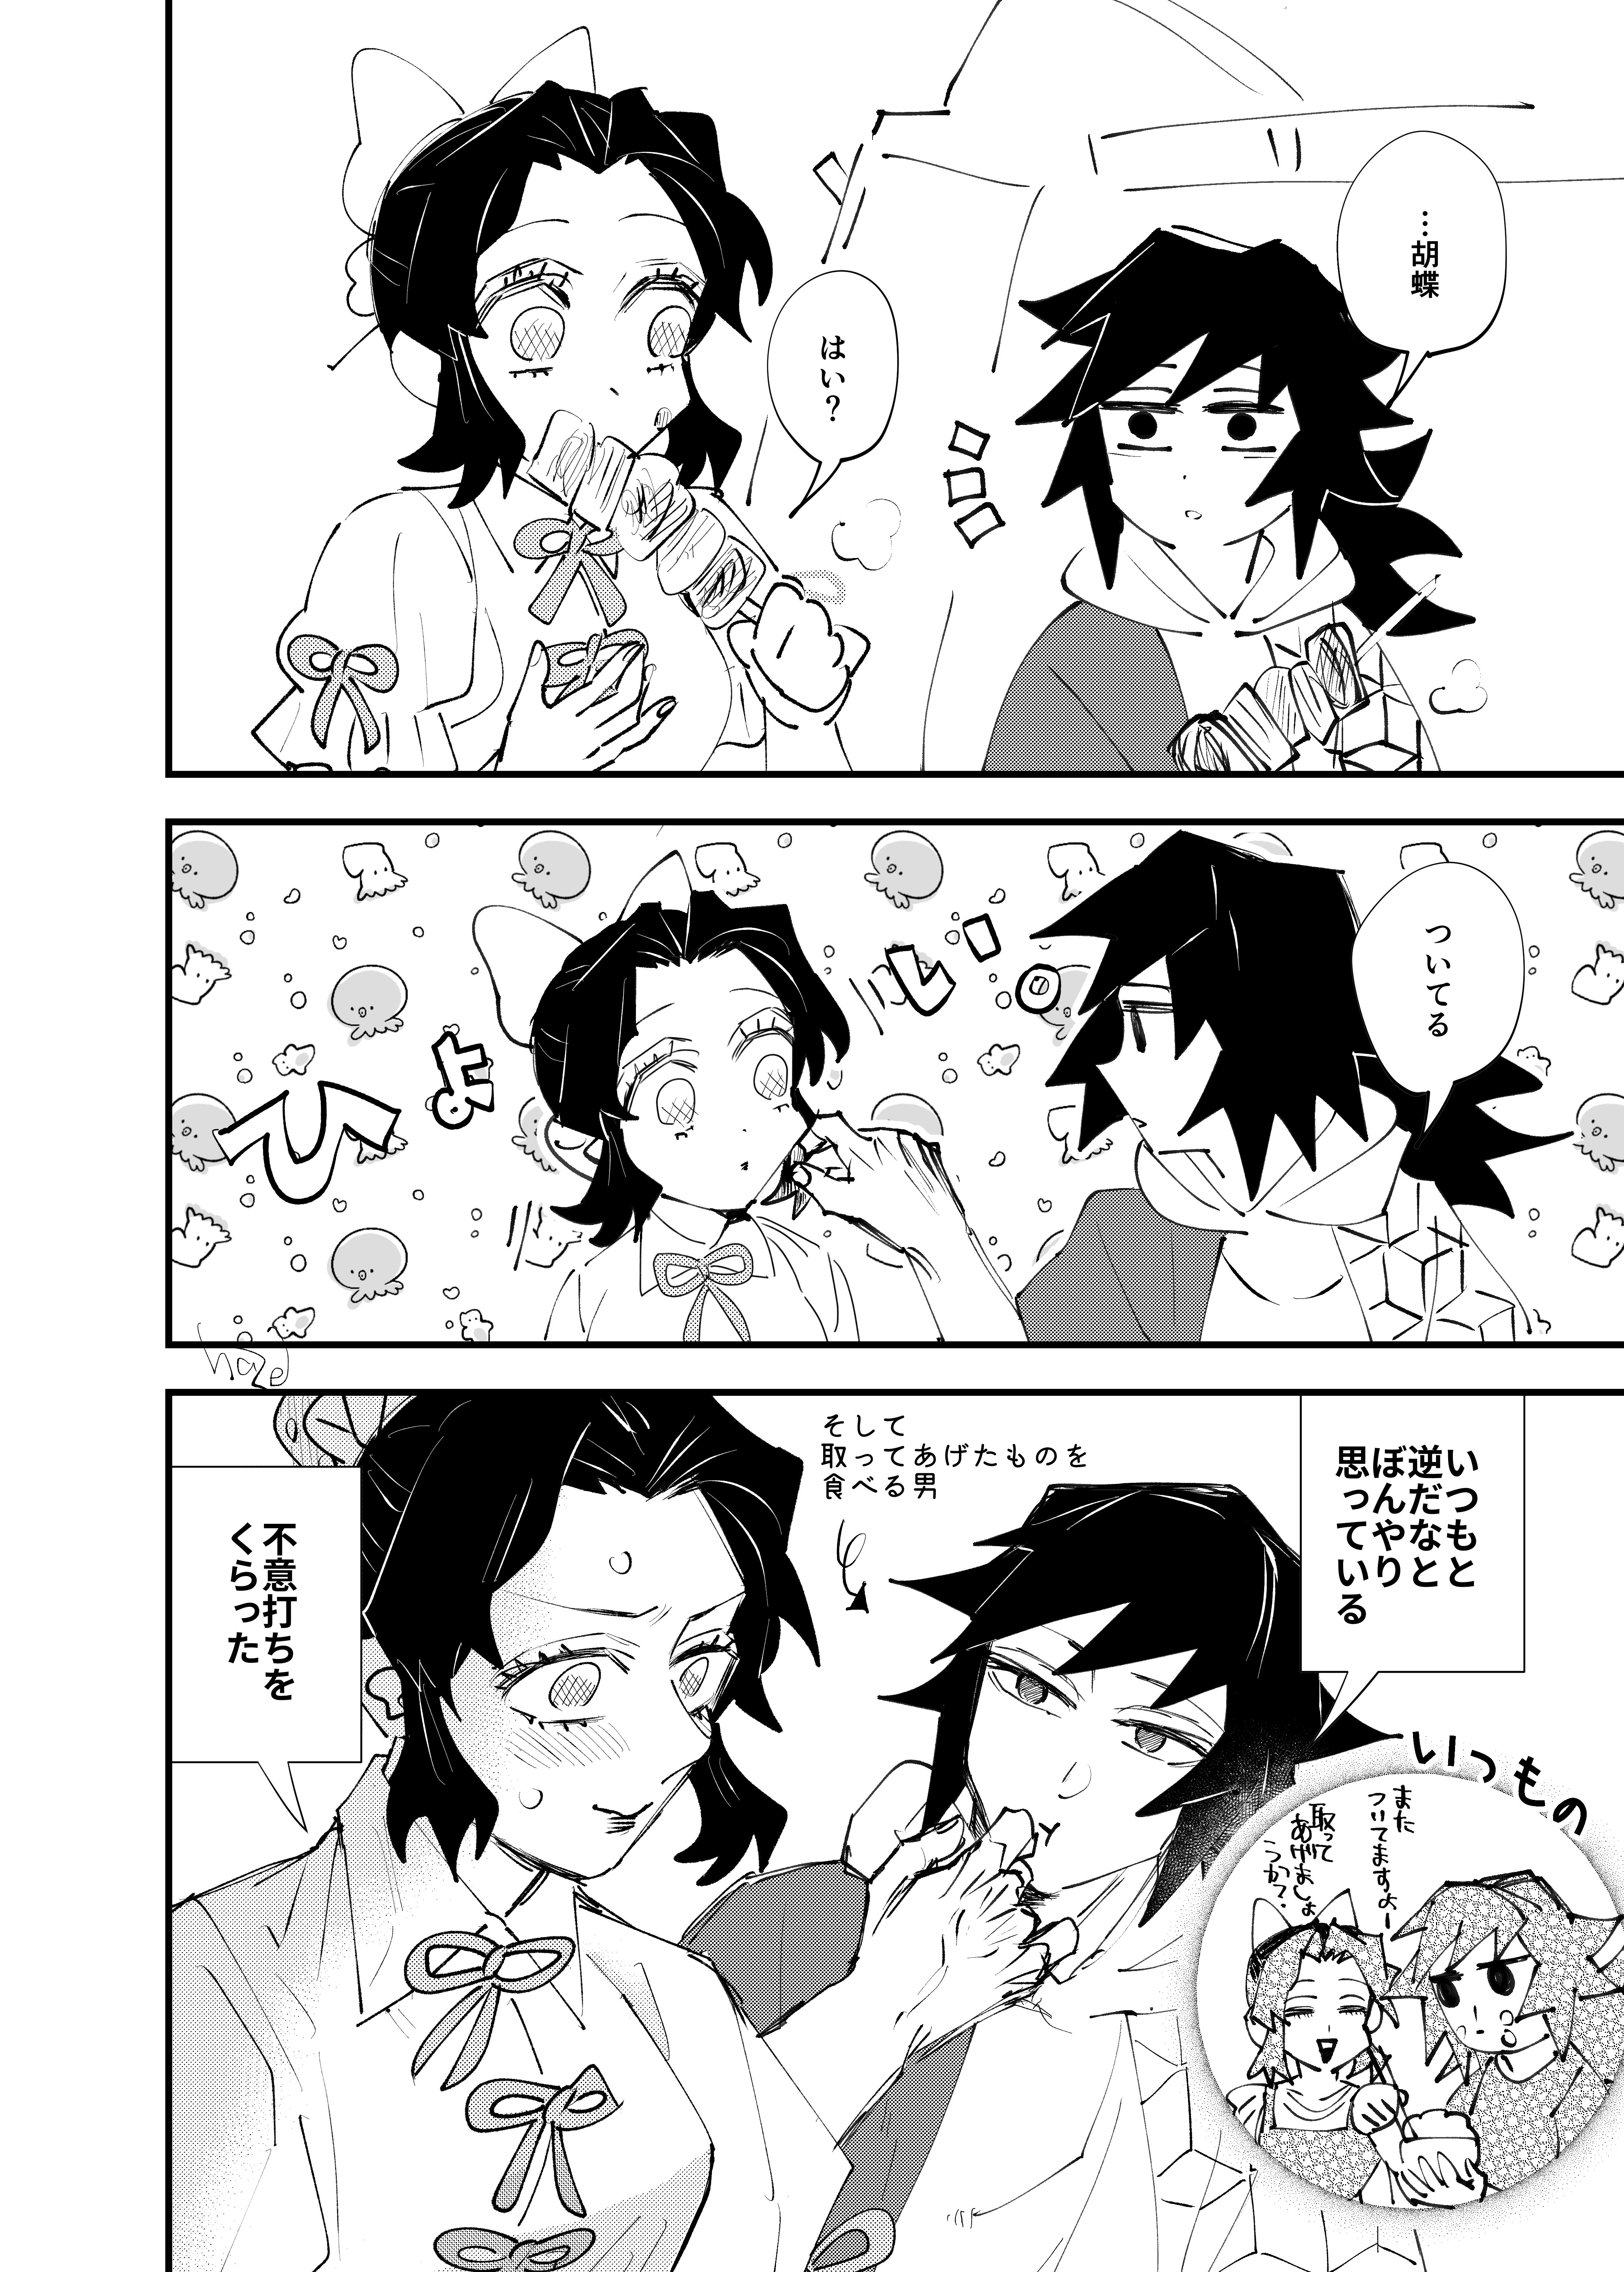 …胡蝶
はい?
ついてる
ひょい
haze
いつもと
逆だなと
ぼんやり
思っている
そして
取ってあげたものを
食べる男
いつもの
また
ついてますよー
取って
あげましょ
うか?
不意打ちを
くらった